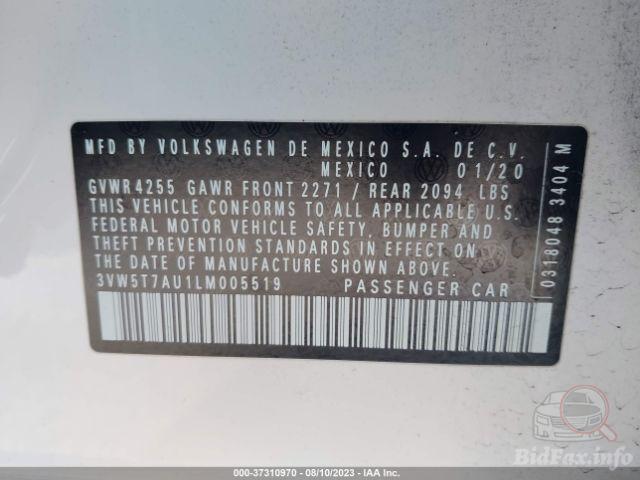 MFD BY VOLKSWAGEN DE MEXICO S.A. DE C.V.
MEXICO 01/20
GVWR 4255 GAWR FRONT 2271 / REAR 2094 LBS
THIS VEHICLE CONFORMS TO ALL APPLICABLE U.S.
FEDERAL MOTOR VEHICLE SAFETY, BUMPER AND
THEFT PREVENTION STANDARDS IN EFFECT ON
THE DATE OF MANUFACTURE SHOWN ABOVE
3VW5T7AU1LM005519 PASSENGER CAR
0318048 3404 M
BidFax.info
000-37310970 - 08/10/2023 - IAA Inc.